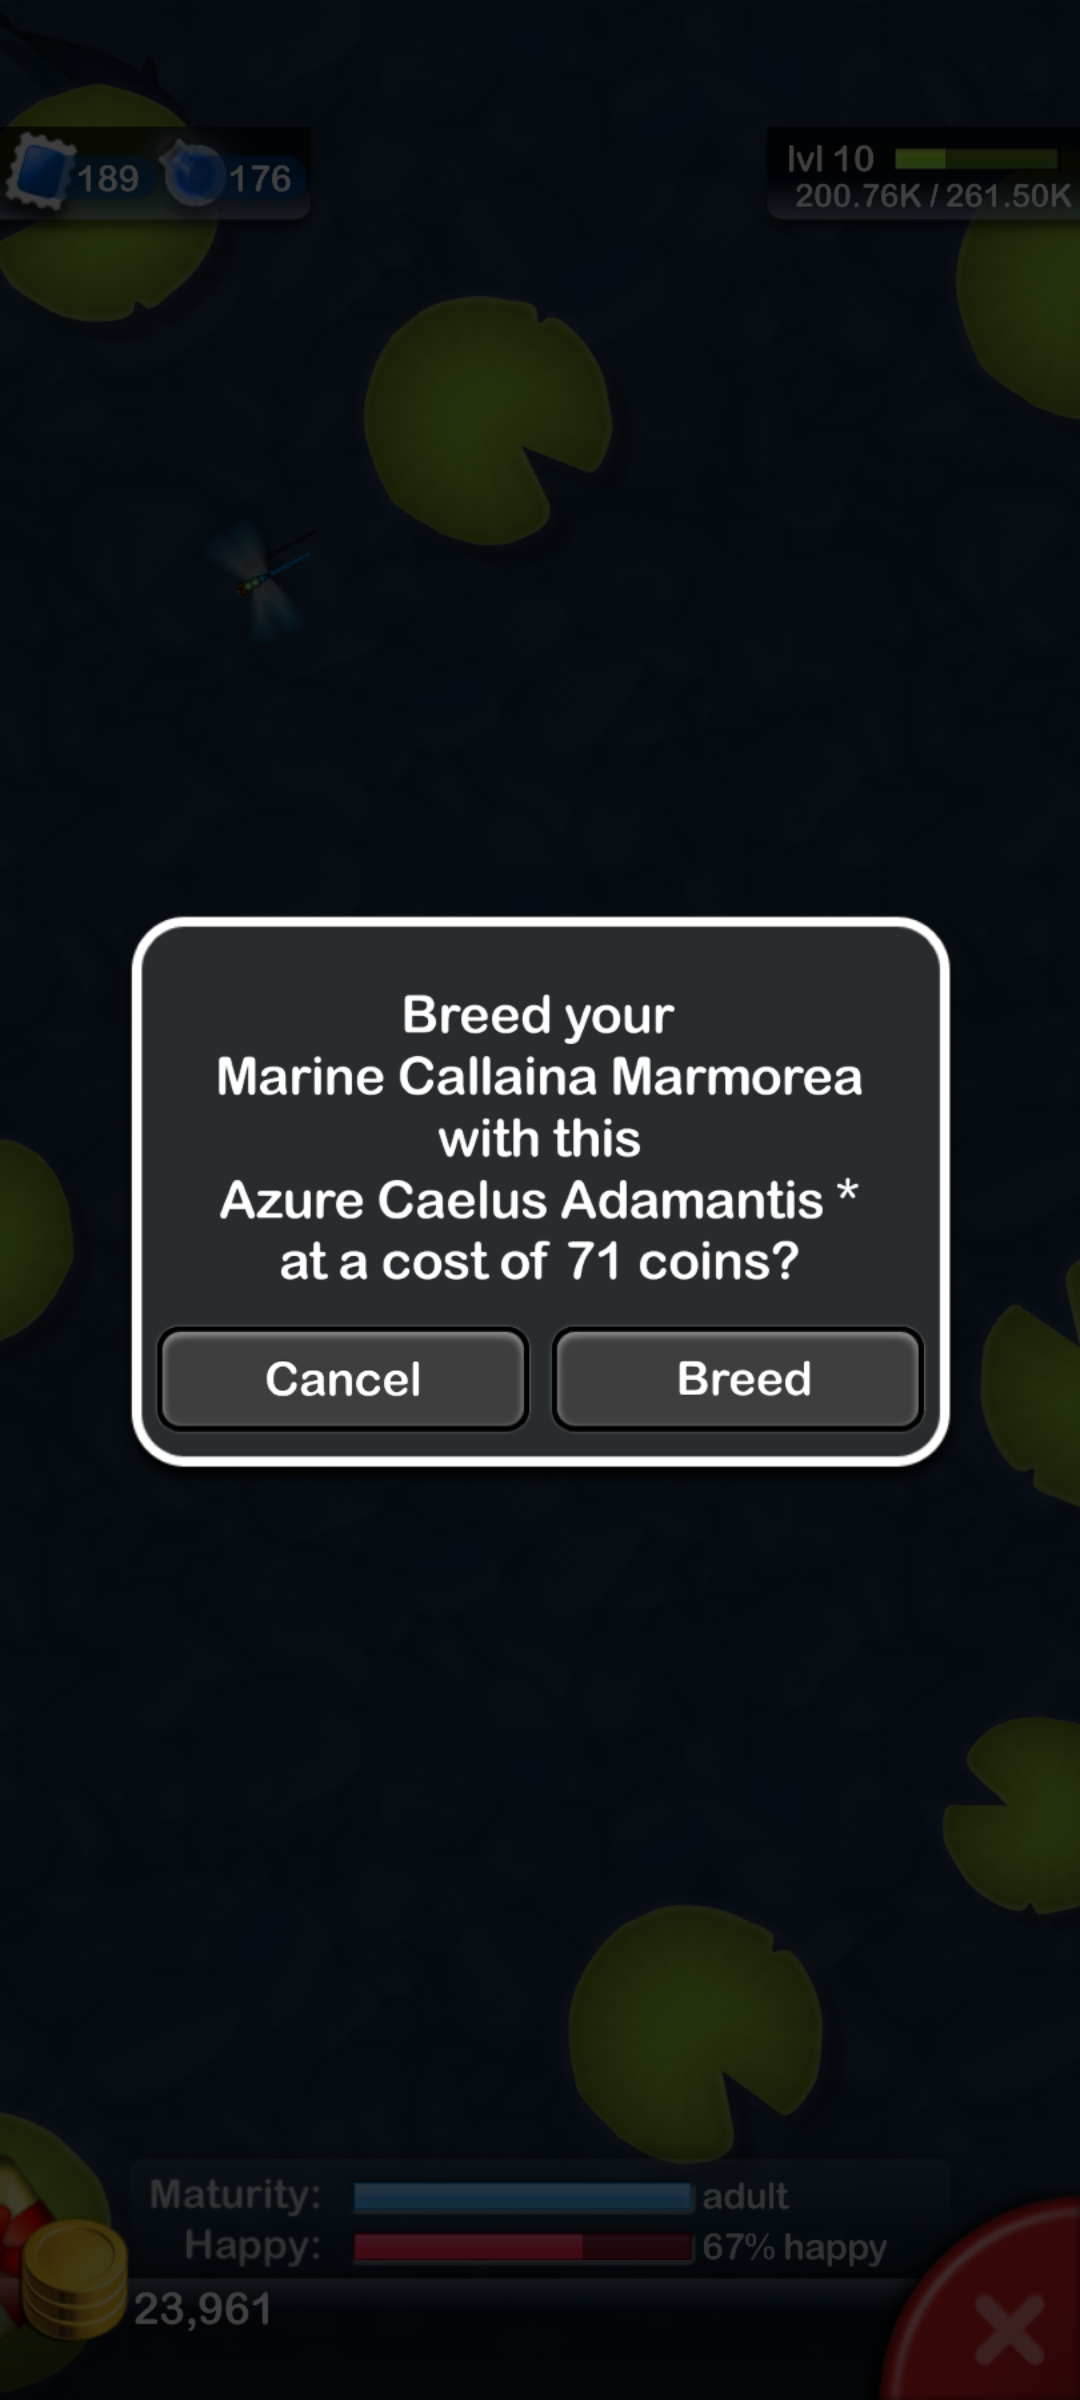 189 176
lvl 10
200.76K / 261.50K
Breed your
Marine Callaina Marmorea
with this
Azure Caelus Adamantis *
at a cost of 71 coins?
Cancel Breed
Maturity: adult
Happy: 67% happy
23,961